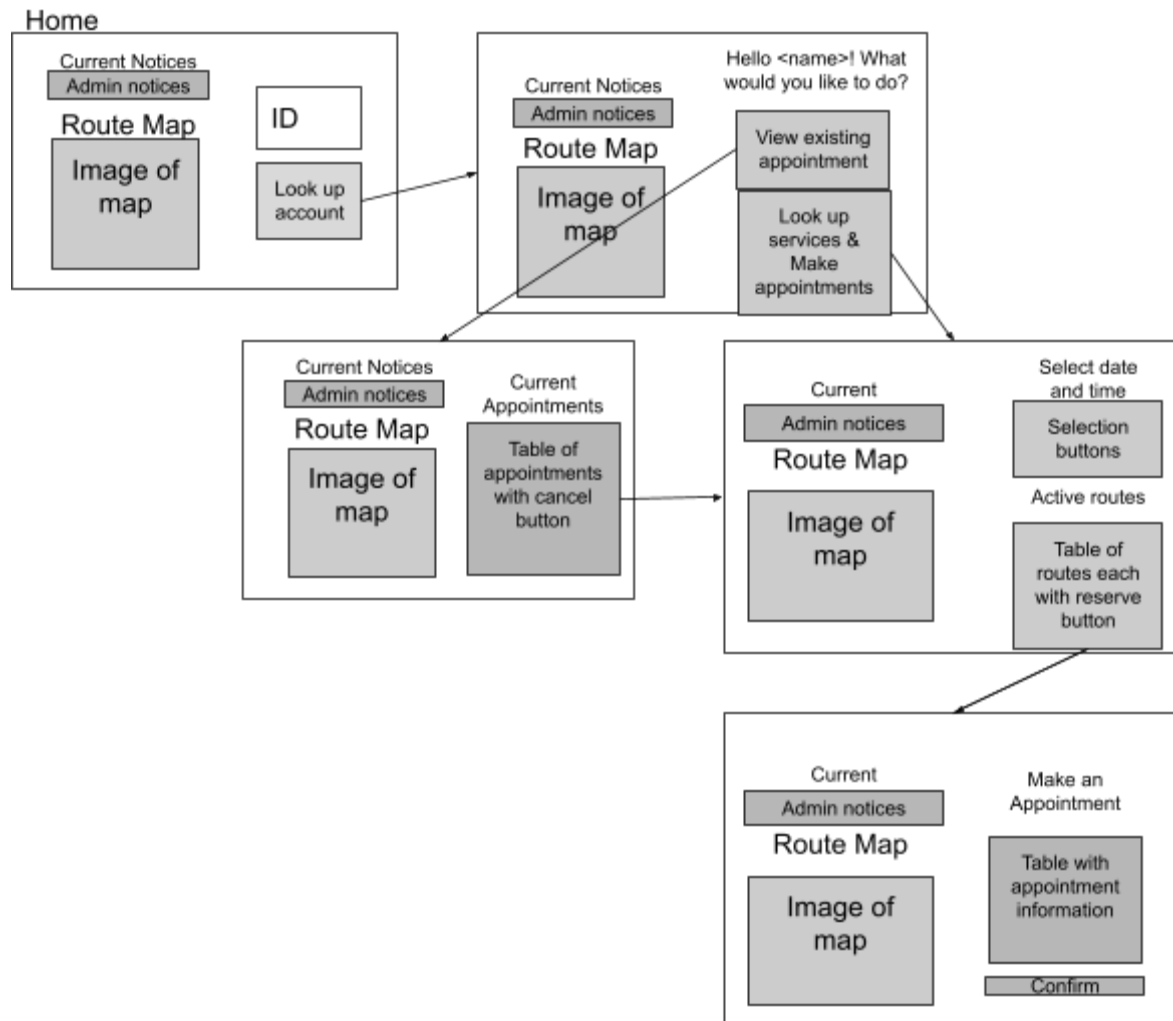 Home
Current Notices
Admin notices
Route Map
Image of
map
ID
Look up
account
Current Notices
Admin notices
Route Map
Image of
map
Hello <name>! What
would you like to do?
View existing
appointment
Look up
services &
Make
appointments
Current Notices
Admin notices
Route Map
Image of
map
Current
Appointments
Table of
appointments
with cancel
button
Current
Admin notices
Route Map
Image of
map
Select date
and time
Selection
buttons
Active routes
Table of
routes each
with reserve
button
Current
Admin notices
Route Map
Image of
map
Make an
Appointment
Table with
appointment
information
Confirm